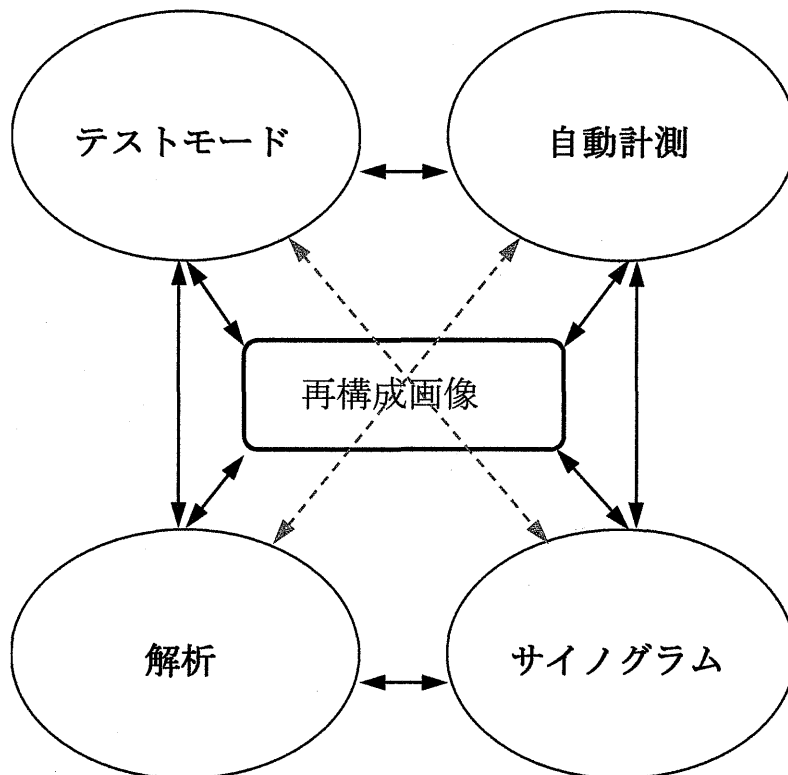 テストモード
自動計測
再構成画像
解析
サイノグラム